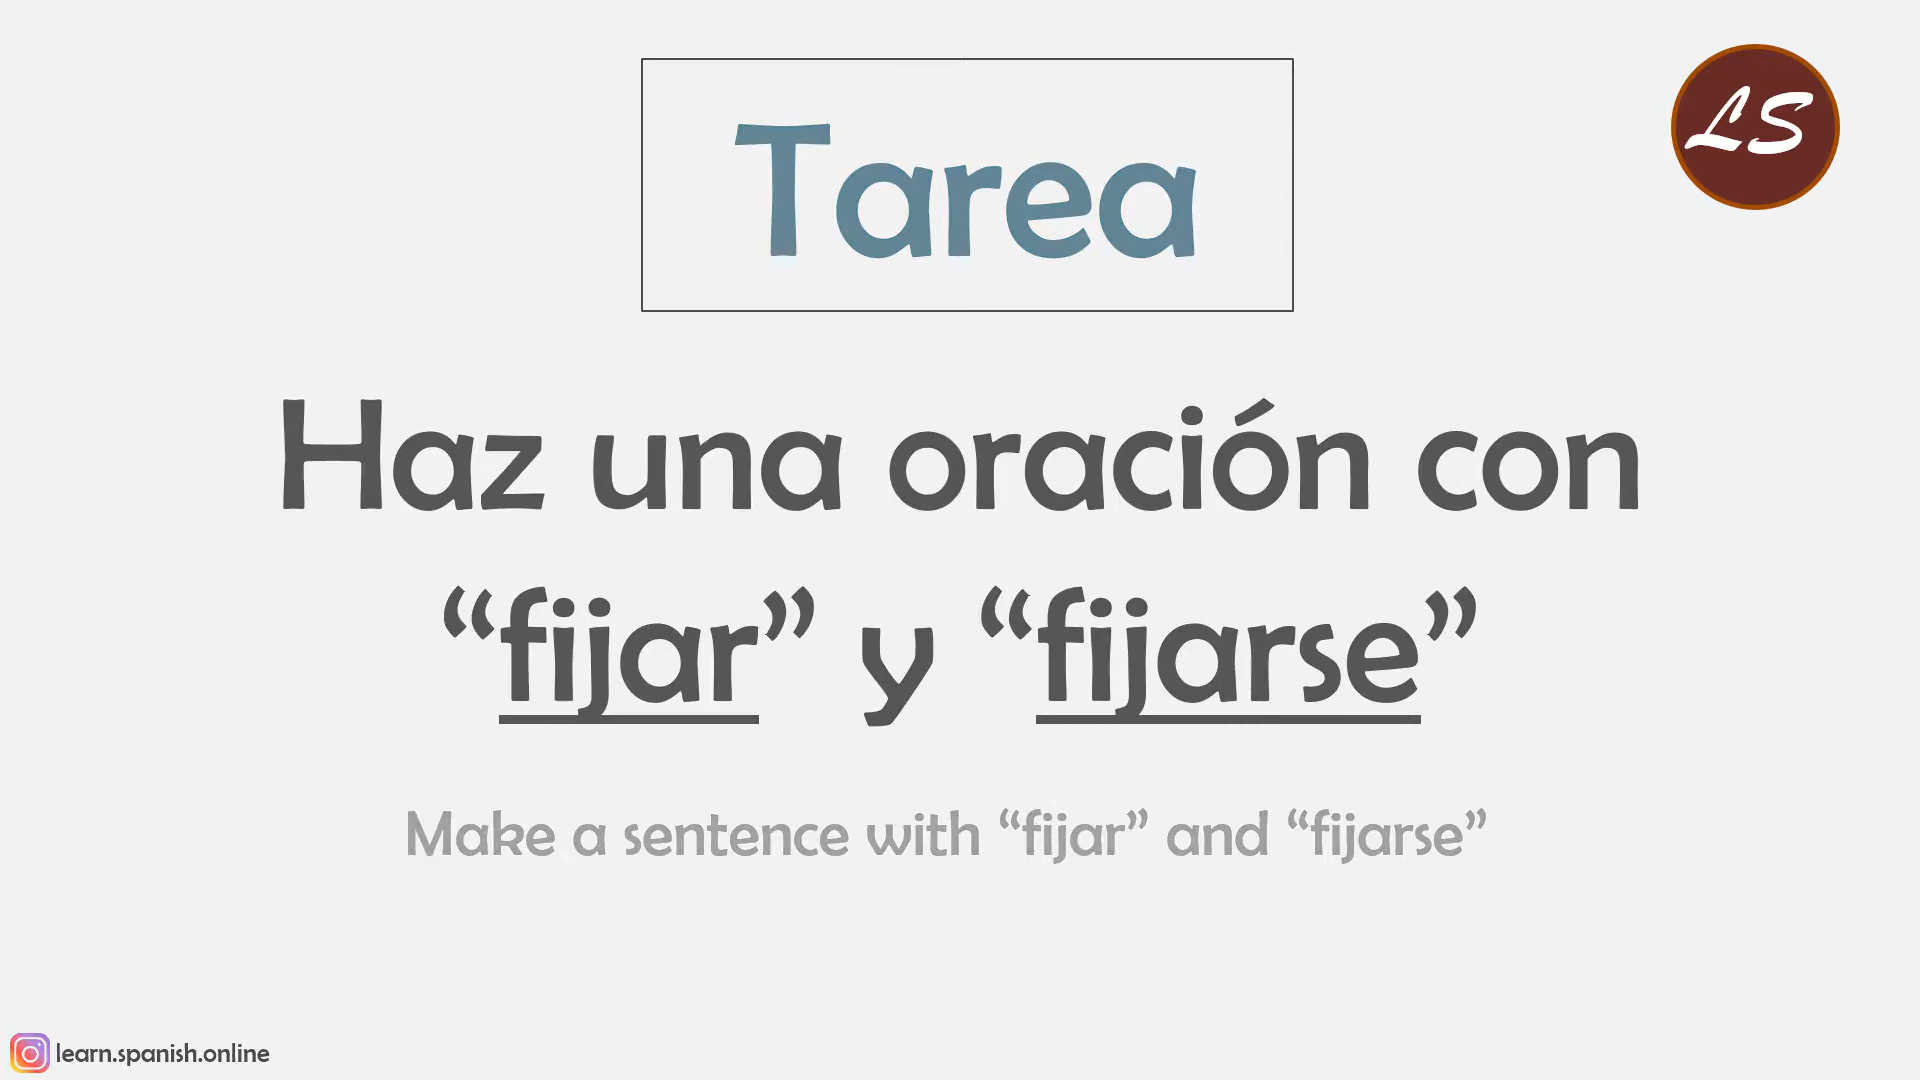 Tarea
LS
Haz una oración con
“fijar” y “fijarse”
Make a sentence with “fijar” and “fijarse”
learn.spanish.online